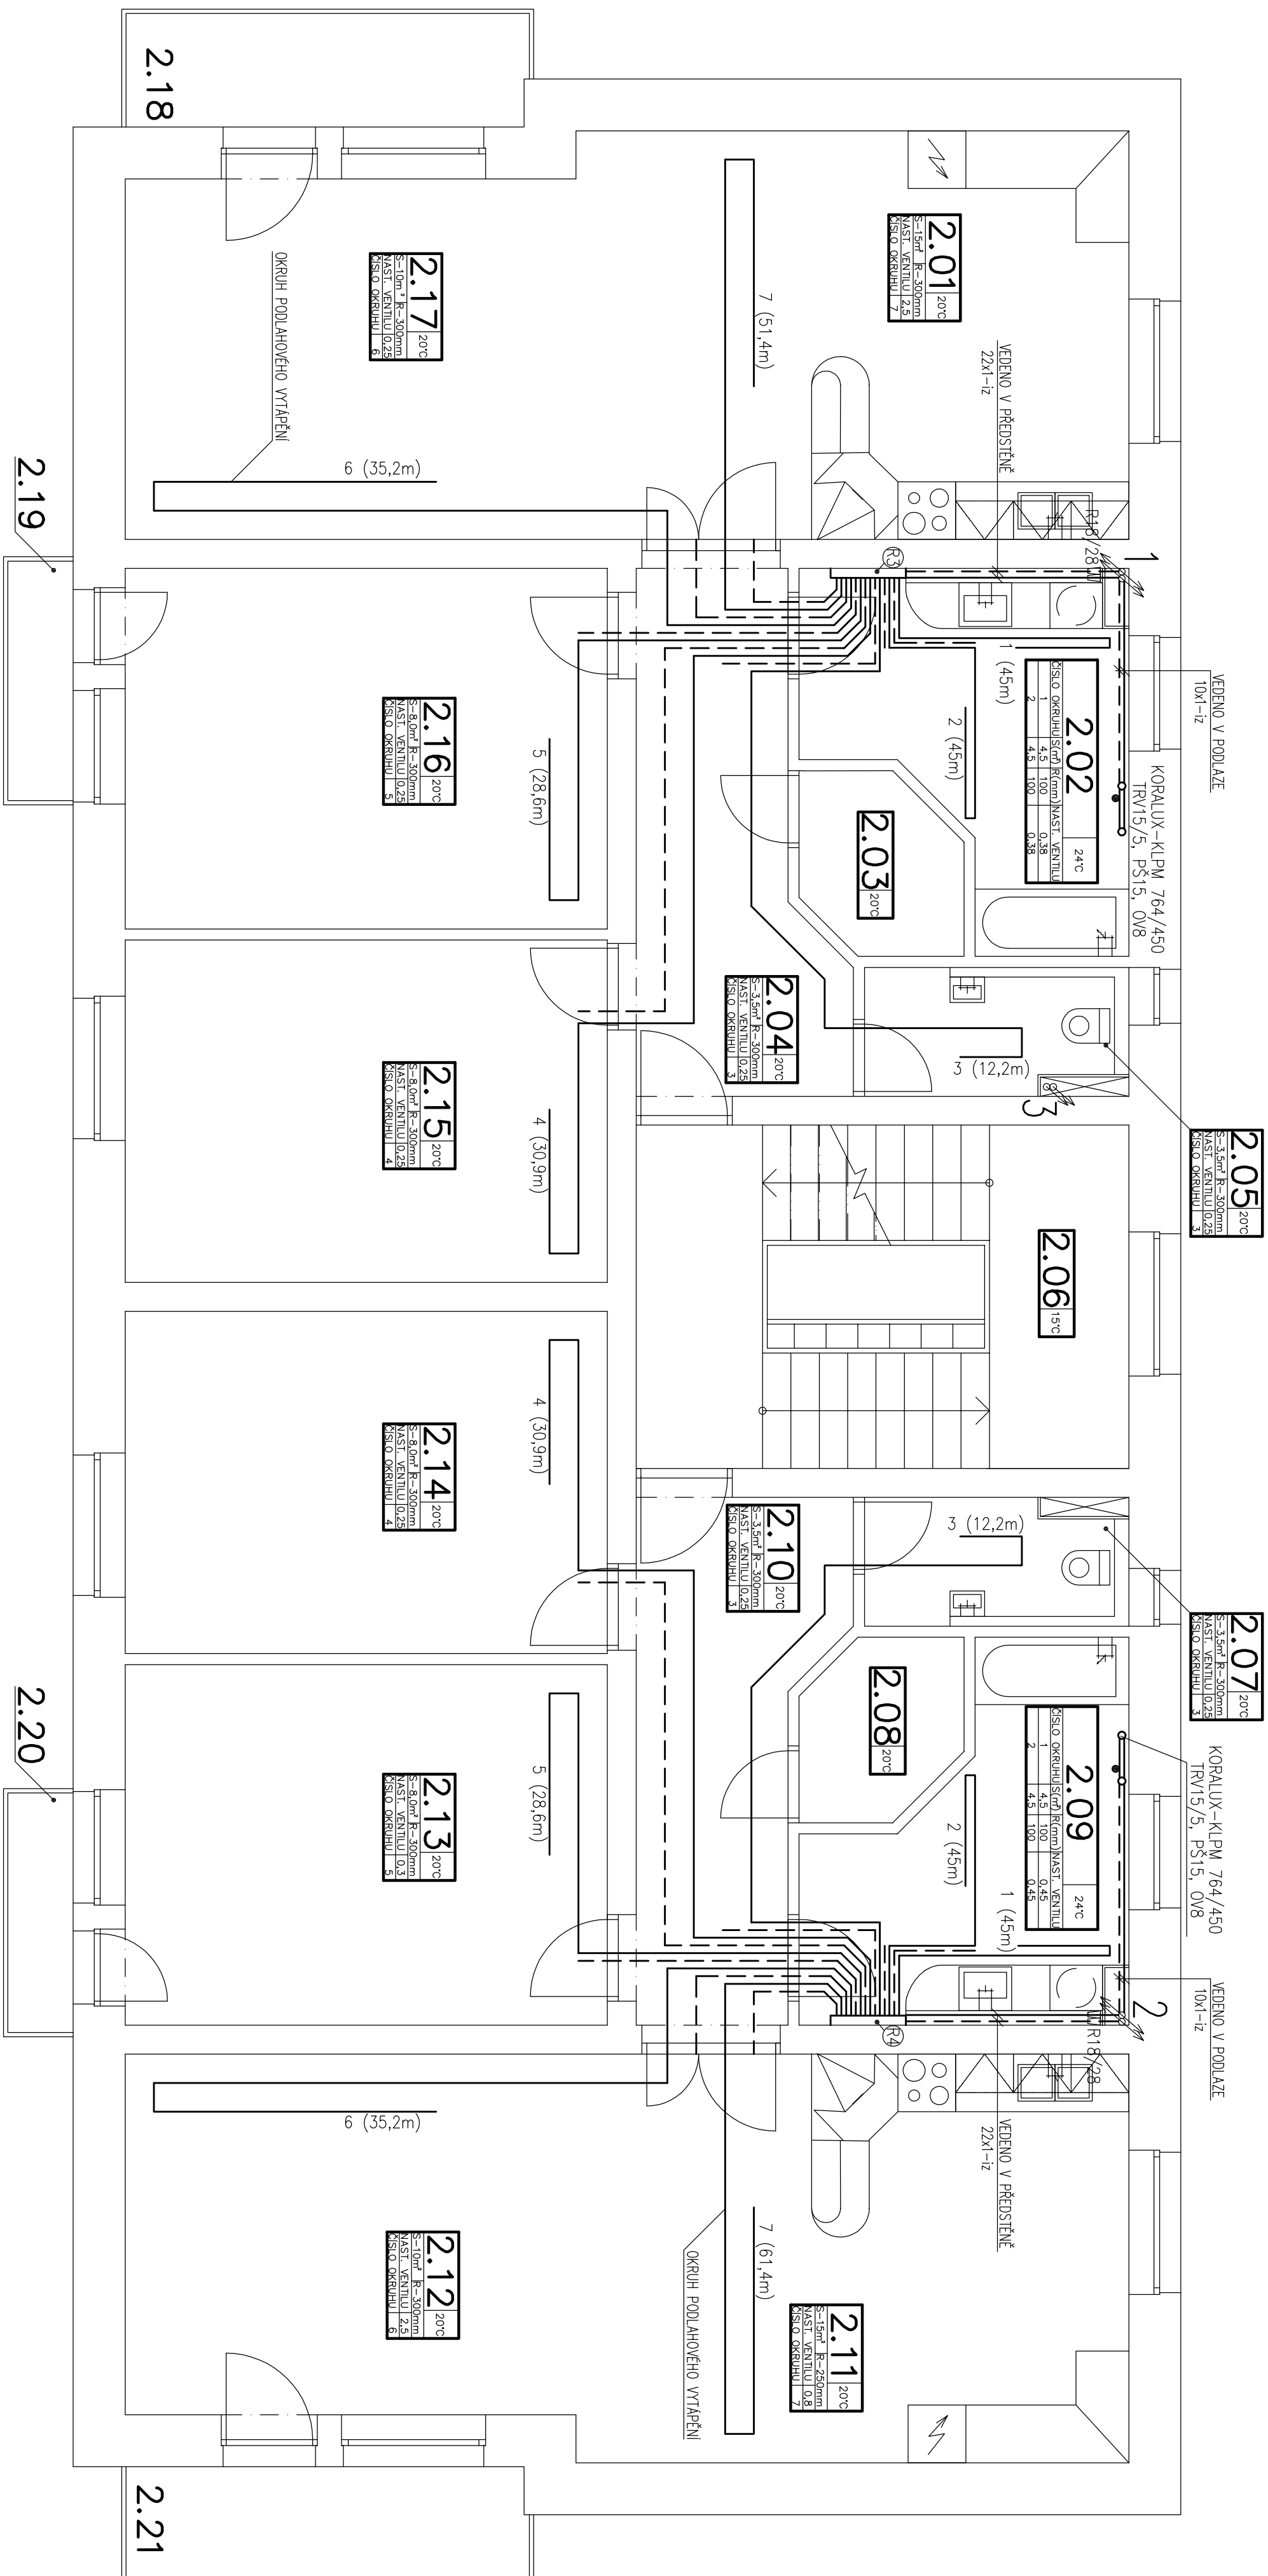 2.18
2.01 20°C
S-15m² R-300mm
NAST. VENTILU 2,5
ČÍSLO OKRUHU 7
2.17 20°C
S-10m² R-300mm
NAST. VENTILU 0,25
ČÍSLO OKRUHU 6
OKRUH PODLAHOVÉHO VYTÁPĚNÍ
7 (51,4m)
6 (35,2m)
VEDENO V PŘEDSTĚNĚ
22x1-iz
2.19
R3
1
VEDENO V PODLAZE
10x1-iz
KORALUX-KLPM 764/450
TRV15/5, PŠ15, OV8
1 (45m)
2 (45m)
2.02 24°C
ČÍSLO OKRUHU S(m²) R(mm) NAST. VENTILU
1 4,5 100 0,38
2 4,5 100 0,38
2.03 20°C
2.16 20°C
S-8,0m² R-300mm
NAST. VENTILU 0,25
ČÍSLO OKRUHU 5
5 (28,6m)
2.04 20°C
S-3,5m² R-300mm
NAST. VENTILU 0,25
ČÍSLO OKRUHU 3
3 (12,2m)
3
2.05 20°C
S-3,5m² R-300mm
NAST. VENTILU 0,25
ČÍSLO OKRUHU 3
2.15 20°C
S-8,0m² R-300mm
NAST. VENTILU 0,25
ČÍSLO OKRUHU 4
4 (30,9m)
2.06 15°C
2.14 20°C
S-8,0m² R-300mm
NAST. VENTILU 0,25
ČÍSLO OKRUHU 4
4 (30,9m)
2.10 20°C
S-3,5m² R-300mm
NAST. VENTILU 0,25
ČÍSLO OKRUHU 3
3 (12,2m)
2.07 20°C
S-3,5m² R-300mm
NAST. VENTILU 0,25
ČÍSLO OKRUHU 3
2.08 20°C
2.09 24°C
ČÍSLO OKRUHU S(m²) R(mm) NAST. VENTILU
1 4,5 100 0,45
2 4,5 100 0,45
KORALUX-KLPM 764/450
TRV15/5, PŠ15, OV8
2 (45m)
1 (45m)
2.13 20°C
S-8,0m² R-300mm
NAST. VENTILU 0,3
ČÍSLO OKRUHU 5
5 (28,6m)
2.20
2
VEDENO V PODLAZE
10x1-iz
R4
VEDENO V PŘEDSTĚNĚ
22x1-iz
6 (35,2m)
7 (61,4m)
OKRUH PODLAHOVÉHO VYTÁPĚNÍ
2.12 20°C
S-10m² R-300mm
NAST. VENTILU 2,5
ČÍSLO OKRUHU 6
2.11 20°C
S-15m² R-250mm
NAST. VENTILU 0,8
ČÍSLO OKRUHU 7
2.21